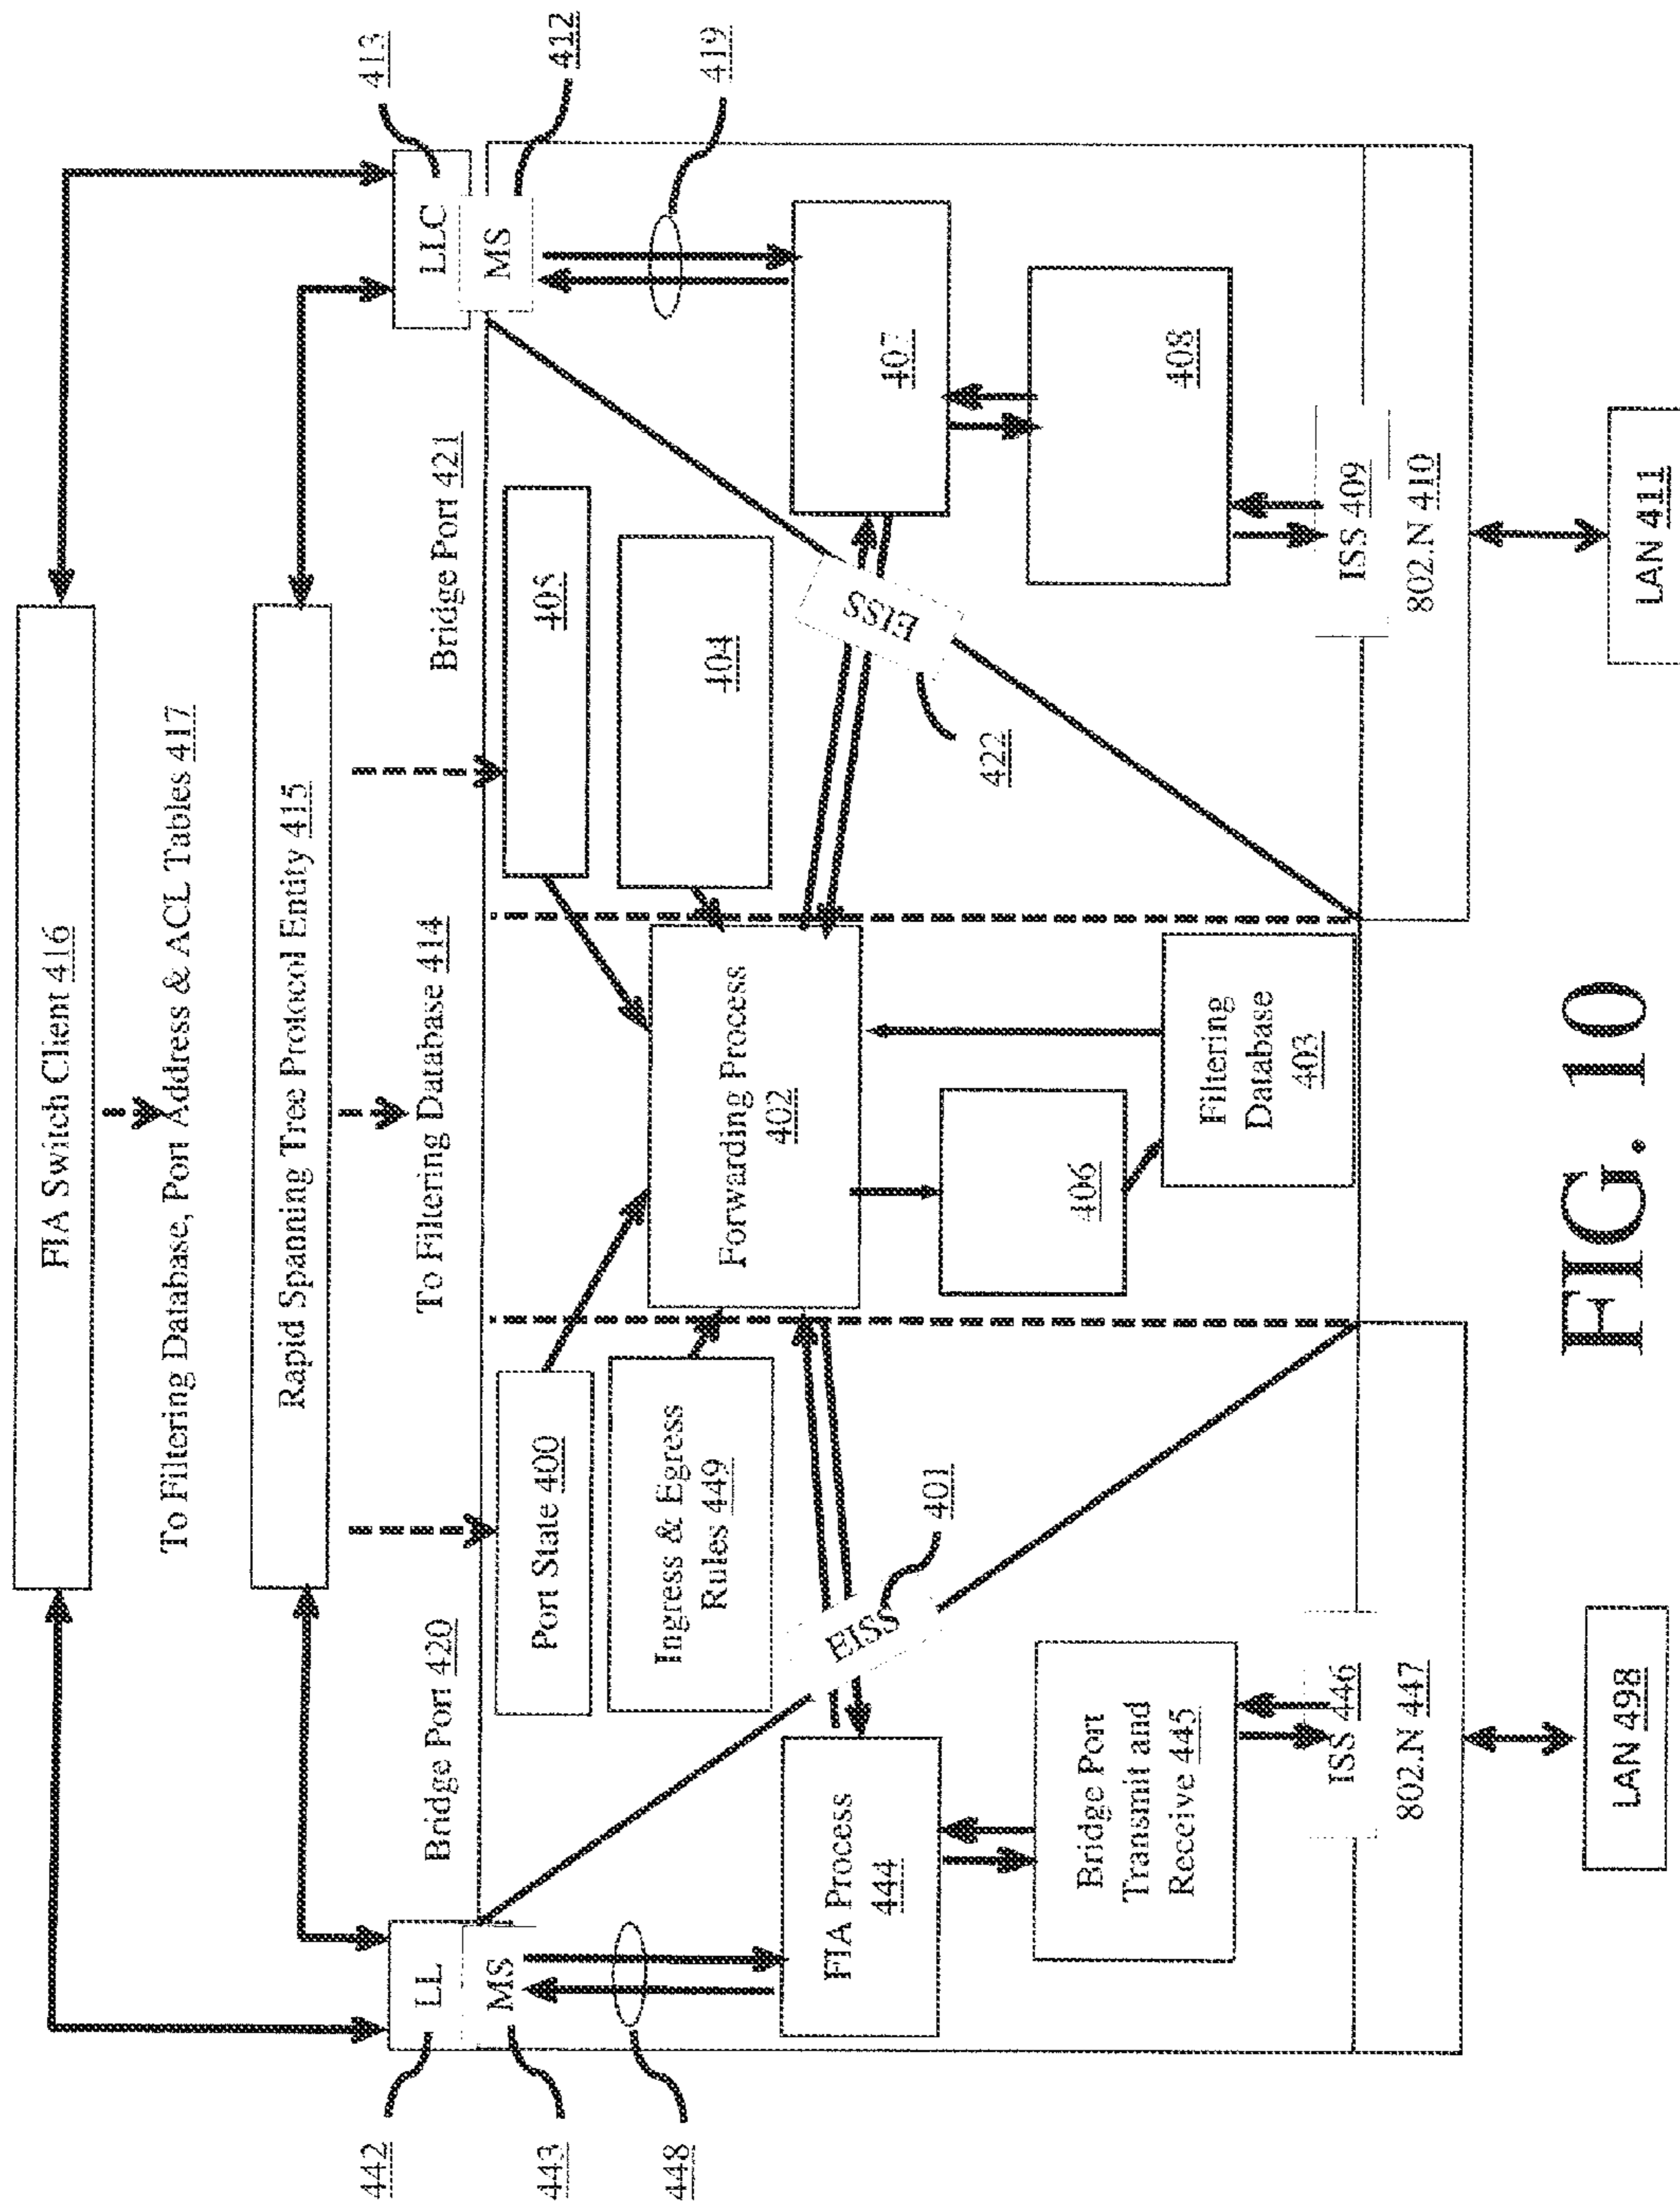 FIA Switch Client 416
To Filtering Database, Port Address & ACL Tables 417
Rapid Spanning Tree Protocol Entity 415
Bridge Port 420
To Filtering Database 414
Bridge Port 421
442
LL
LLC
413
443
MS
MS
412
448
419
Port State 400
405
Ingress & Egress
Rules 449
404
Forwarding Process
402
FIA Process
444
EISS
401
EISS
422
407
406
408
Bridge Port
Transmit and
Receive 445
Filtering
Database
403
ISS 446
802.N 447
ISS 409
802.N 410
LAN 498
LAN 411
FIG. 10